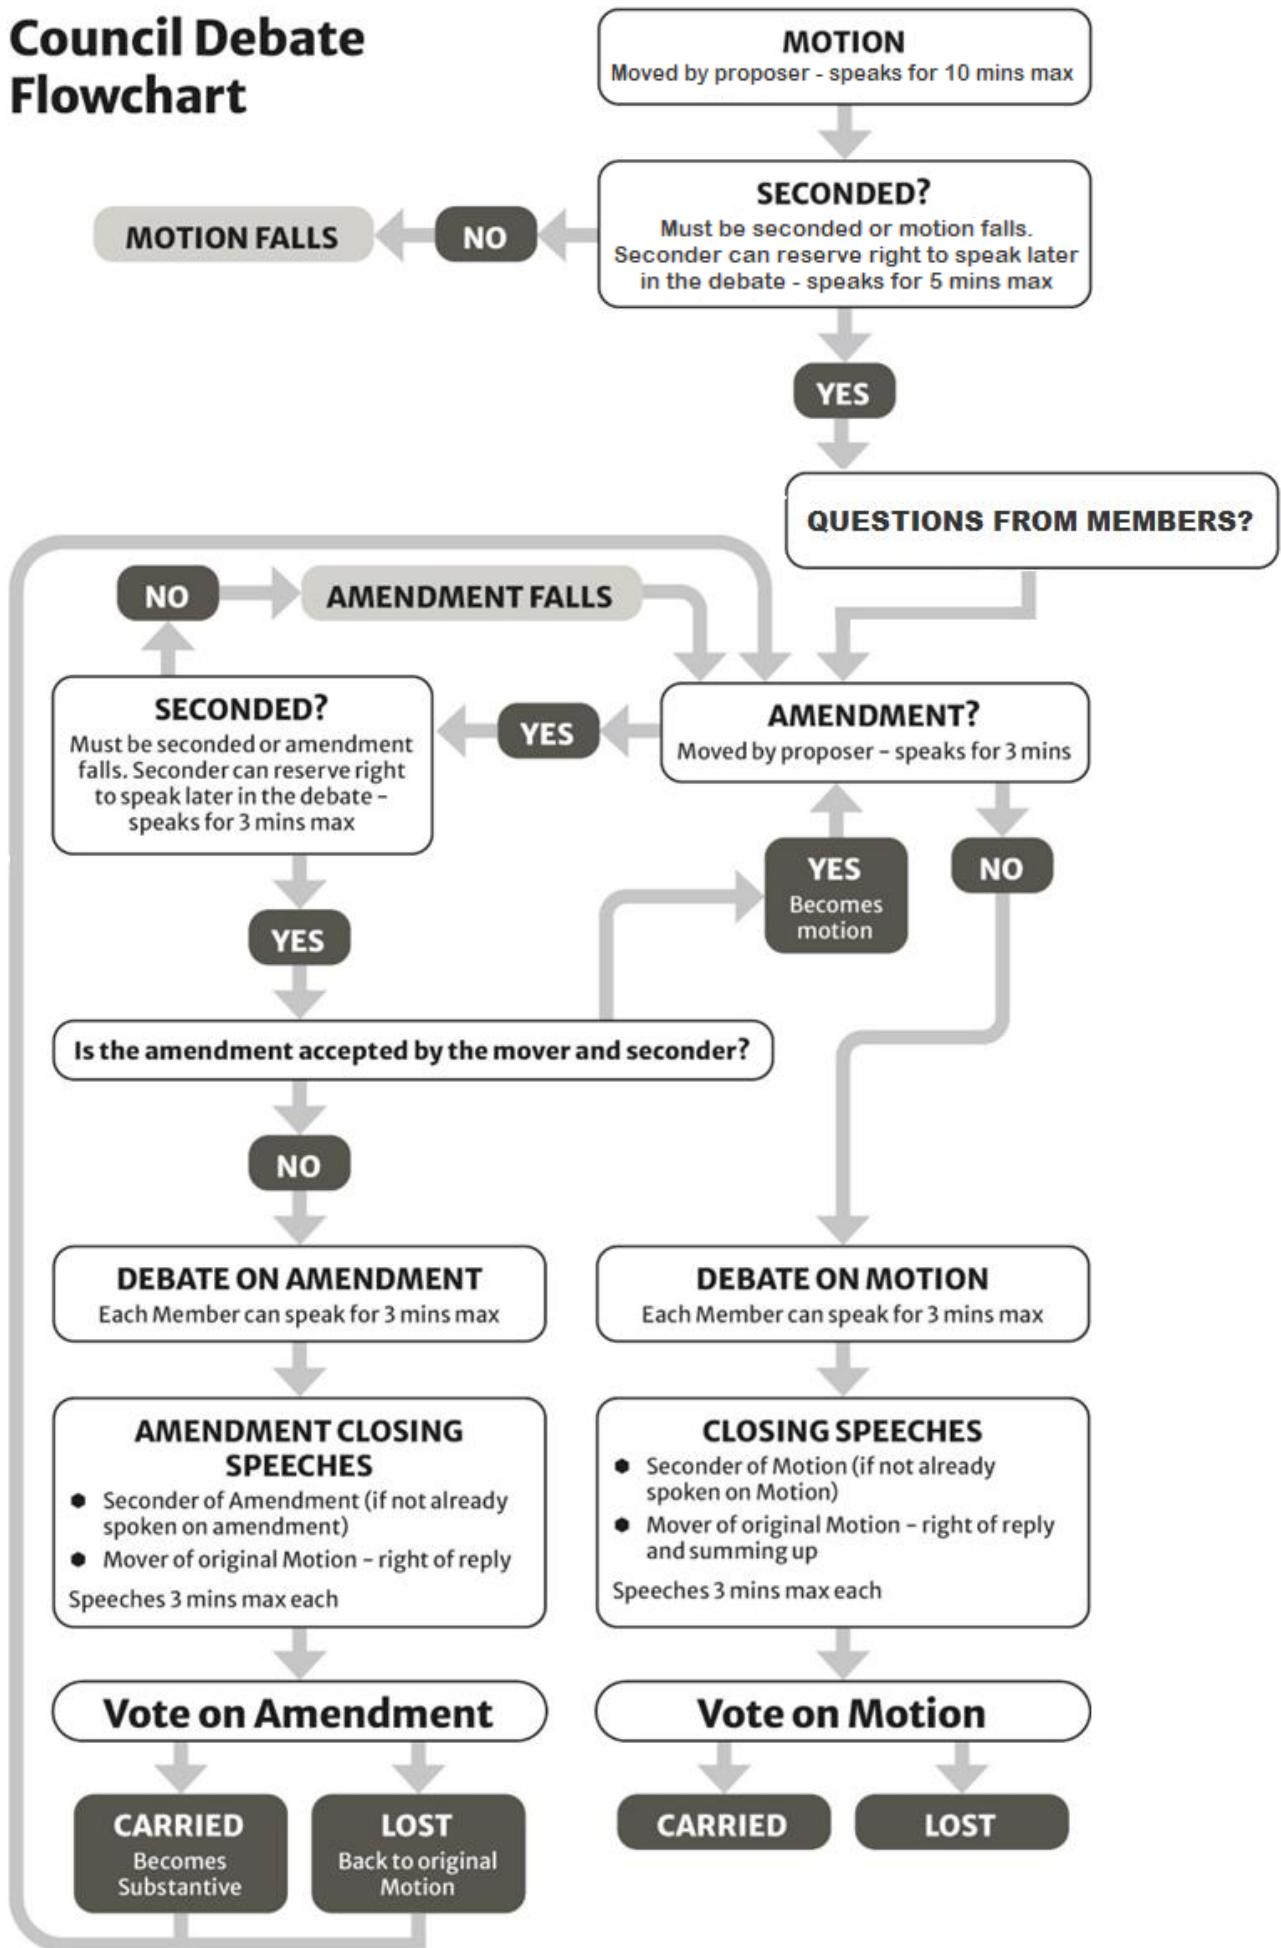 Council Debate
Flowchart
MOTION
Moved by proposer - speaks for 10 mins max
SECONDED?
Must be seconded or motion falls.
Seconder can reserve right to speak later
in the debate - speaks for 5 mins max
NO
MOTION FALLS
YES
QUESTIONS FROM MEMBERS?
NO
AMENDMENT FALLS
SECONDED?
Must be seconded or amendment
falls. Seconder can reserve right
to speak later in the debate –
speaks for 3 mins max
YES
AMENDMENT?
Moved by proposer – speaks for 3 mins
YES
Becomes
motion
NO
YES
Is the amendment accepted by the mover and seconder?
NO
DEBATE ON AMENDMENT
Each Member can speak for 3 mins max
DEBATE ON MOTION
Each Member can speak for 3 mins max
AMENDMENT CLOSING
SPEECHES
● Seconder of Amendment (if not already
spoken on amendment)
● Mover of original Motion – right of reply
Speeches 3 mins max each
CLOSING SPEECHES
● Seconder of Motion (if not already
spoken on Motion)
● Mover of original Motion – right of reply
and summing up
Speeches 3 mins max each
Vote on Amendment
Vote on Motion
CARRIED
Becomes
Substantive
LOST
Back to original
Motion
CARRIED
LOST